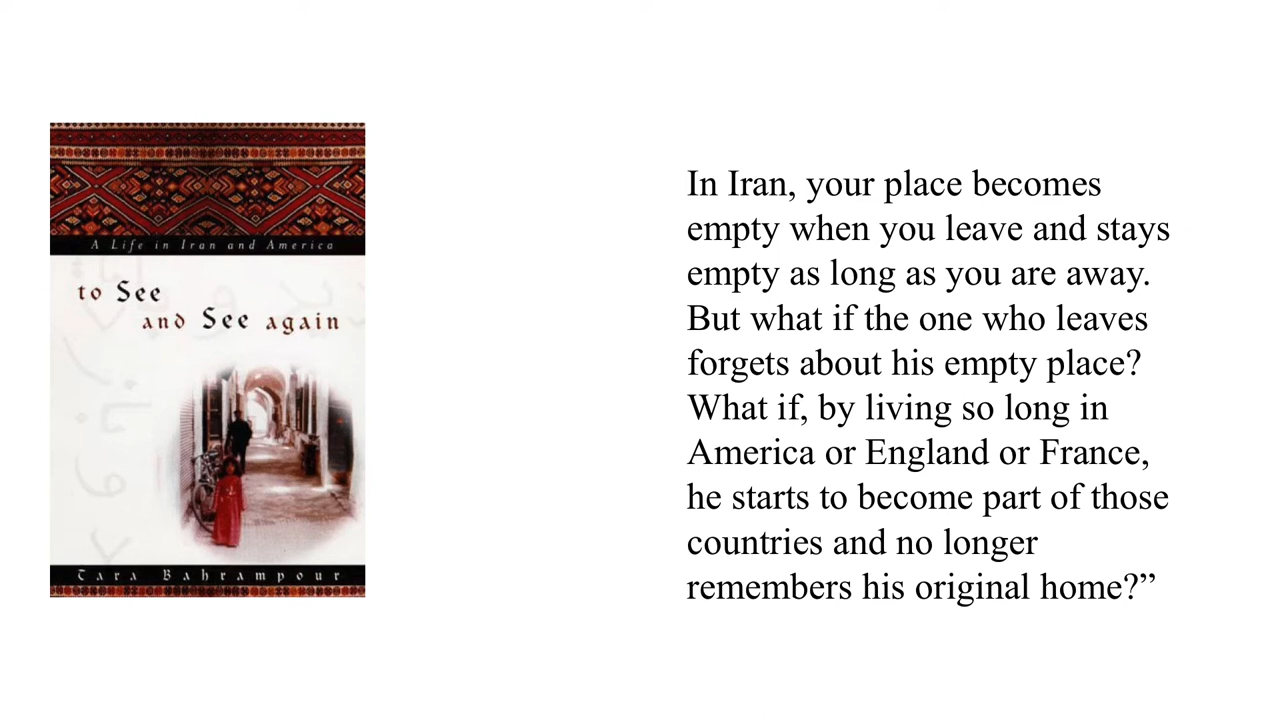 A Life in Iran and America
to See
and See again
Tara Bahrampour
In Iran, your place becomes
empty when you leave and stays
empty as long as you are away.
But what if the one who leaves
forgets about his empty place?
What if, by living so long in
America or England or France,
he starts to become part of those
countries and no longer
remembers his original home?”